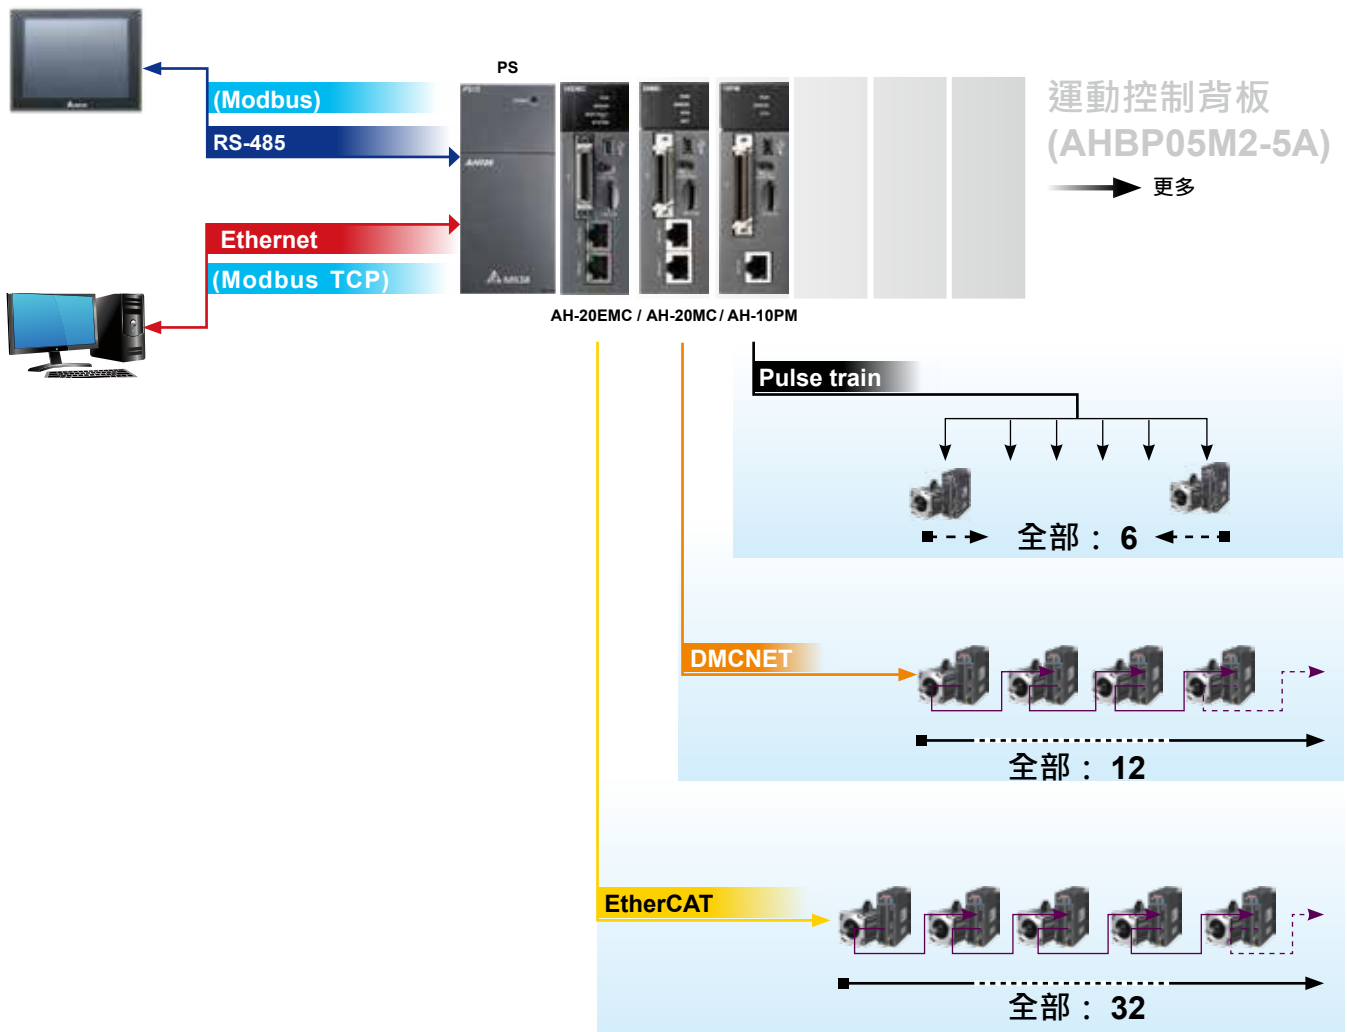 PS
(Modbus)
RS-485
運動控制背板
(AHBP05M2-5A)
更多
Ethernet
(Modbus TCP)
AH-20EMC / AH-20MC / AH-10PM
Pulse train
全部： 6
DMCNET
全部： 12
EtherCAT
全部： 32